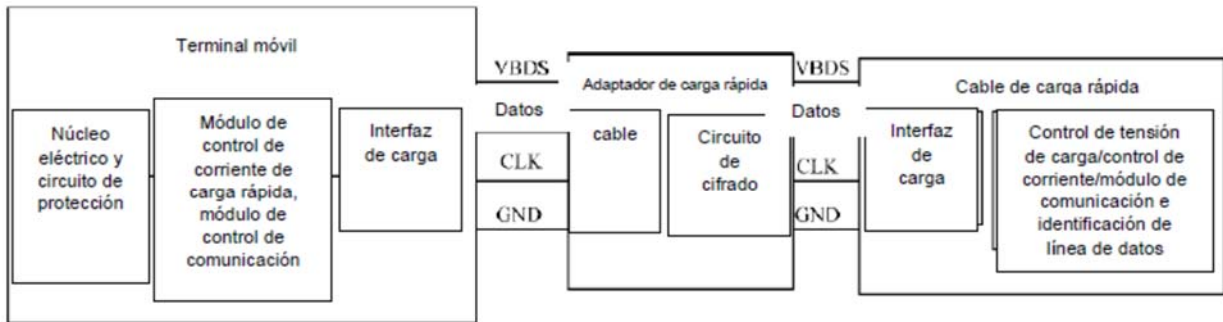 Terminal móvil
Núcleo
eléctrico y
circuito de
protección
Módulo de
control de
corriente de
carga rápida,
módulo de
control de
comunicación
Interfaz
de carga
VBDS
Datos
CLK
GND
Adaptador de carga rápida
cable
Circuito
de
cifrado
VBDS
Datos
CLK
GND
Cable de carga rápida
Interfaz
de
carga
Control de tensión
de carga/control de
corriente/módulo de
comunicación e
identificación de
línea de datos